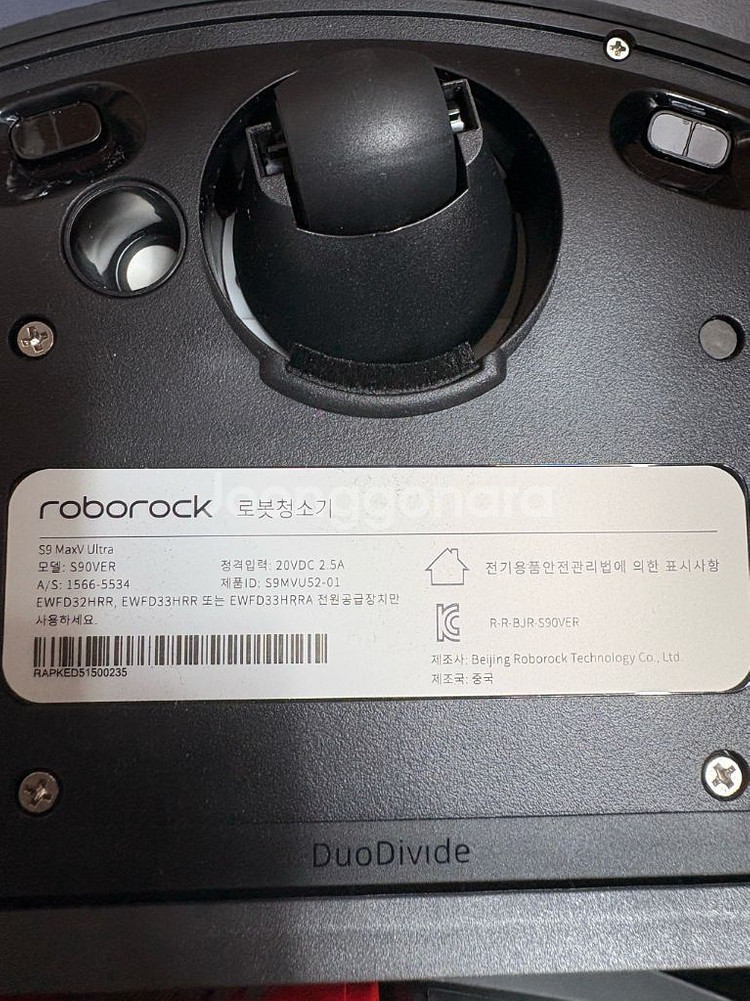 roborock 로봇청소기
Joonggonara
S9 MaxV Ultra
모델: S90VER 정격입력: 20VDC 2.5A
A/S: 1566-5534 제품ID: S9MVU52-01
EWFD32HRR, EWFD33HRR 또는 EWFD33HRRA 전원공급장치만
사용하세요.
RAPKED51500235
전기용품안전관리법에 의한 표시사항
R-R-BJR-S90VER
제조사: Beijing Roborock Technology Co., Ltd.
제조국: 중국
DuoDivide